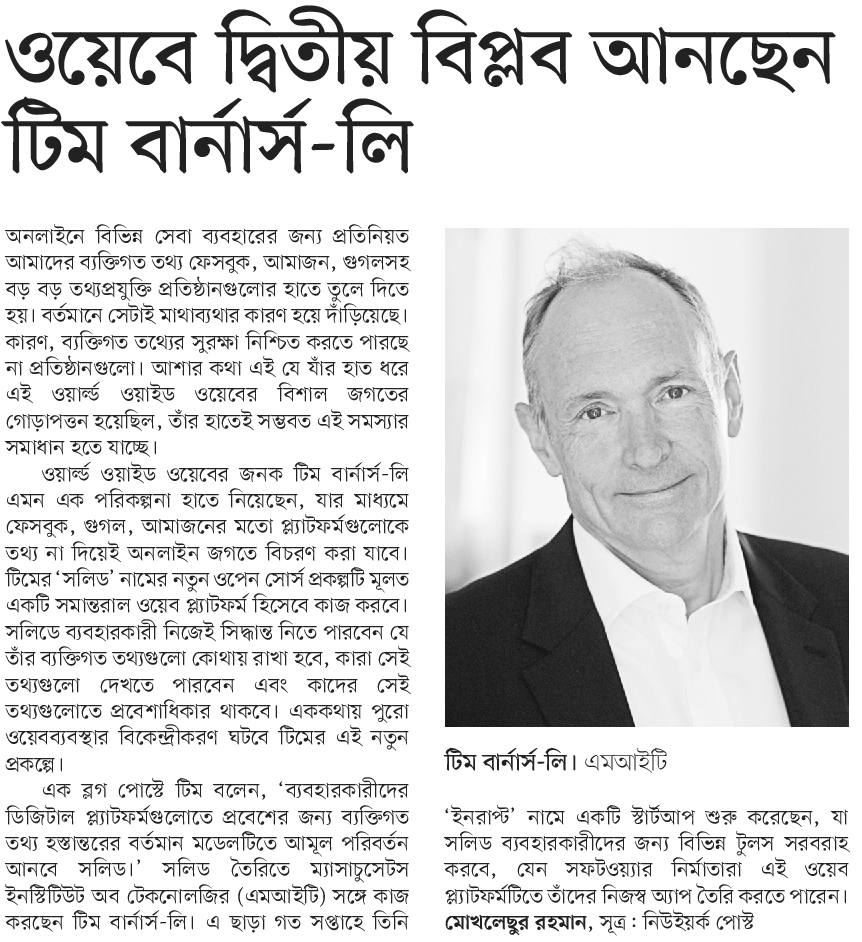 ওয়েবে দ্বিতীয় বিপ্লব আনছেন
টিম বার্নার্স-লি
অনলাইনে বিভিন্ন সেবা ব্যবহারের জন্য প্রতিনিয়ত
আমাদের ব্যক্তিগত তথ্য ফেসবুক, আমাজন, গুগলসহ
বড় বড় তথ্যপ্রযুক্তি প্রতিষ্ঠানগুলোর হাতে তুলে দিতে
হয়। বর্তমানে সেটাই মাথাব্যথার কারণ হয়ে দাঁড়িয়েছে।
কারণ, ব্যক্তিগত তথ্যের সুরক্ষা নিশ্চিত করতে পারছে
না প্রতিষ্ঠানগুলো। আশার কথা এই যে যাঁর হাত ধরে
এই ওয়ার্ল্ড ওয়াইড ওয়েবের বিশাল জগতের
গোড়াপত্তন হয়েছিল, তাঁর হাতেই সম্ভবত এই সমস্যার
সমাধান হতে যাচ্ছে।
ওয়ার্ল্ড ওয়াইড ওয়েবের জনক টিম বার্নার্স-লি
এমন এক পরিকল্পনা হাতে নিয়েছেন, যার মাধ্যমে
ফেসবুক, গুগল, আমাজনের মতো প্ল্যাটফর্মগুলোকে
তথ্য না দিয়েই অনলাইন জগতে বিচরণ করা যাবে।
টিমের ‘সলিড’ নামের নতুন ওপেন সোর্স প্রকল্পটি মূলত
একটি সমান্তরাল ওয়েব প্ল্যাটফর্ম হিসেবে কাজ করবে।
সলিডে ব্যবহারকারী নিজেই সিদ্ধান্ত নিতে পারবেন যে
তাঁর ব্যক্তিগত তথ্যগুলো কোথায় রাখা হবে, কারা সেই
তথ্যগুলো দেখতে পারবেন এবং কাদের সেই
তথ্যগুলোতে প্রবেশাধিকার থাকবে। এককথায় পুরো
ওয়েবব্যবস্থার বিকেন্দ্রীকরণ ঘটবে টিমের এই নতুন
প্রকল্পে।
এক ব্লগ পোস্টে টিম বলেন, ‘ব্যবহারকারীদের
ডিজিটাল প্ল্যাটফর্মগুলোতে প্রবেশের জন্য ব্যক্তিগত
তথ্য হস্তান্তরের বর্তমান মডেলটিতে আমূল পরিবর্তন
আনবে সলিড।’ সলিড তৈরিতে ম্যাসাচুসেটস
ইনস্টিটিউট অব টেকনোলজির (এমআইটি) সঙ্গে কাজ
করছেন টিম বার্নার্স-লি। এ ছাড়া গত সপ্তাহে তিনি
টিম বার্নার্স-লি। এমআইটি
‘ইনরাপ্ট’ নামে একটি স্টার্টআপ শুরু করেছেন, যা
সলিড ব্যবহারকারীদের জন্য বিভিন্ন টুলস সরবরাহ
করবে, যেন সফটওয়্যার নির্মাতারা এই ওয়েব
প্ল্যাটফর্মটিতে তাঁদের নিজস্ব অ্যাপ তৈরি করতে পারেন।
মোখলেছুর রহমান, সূত্র : নিউইয়র্ক পোস্ট